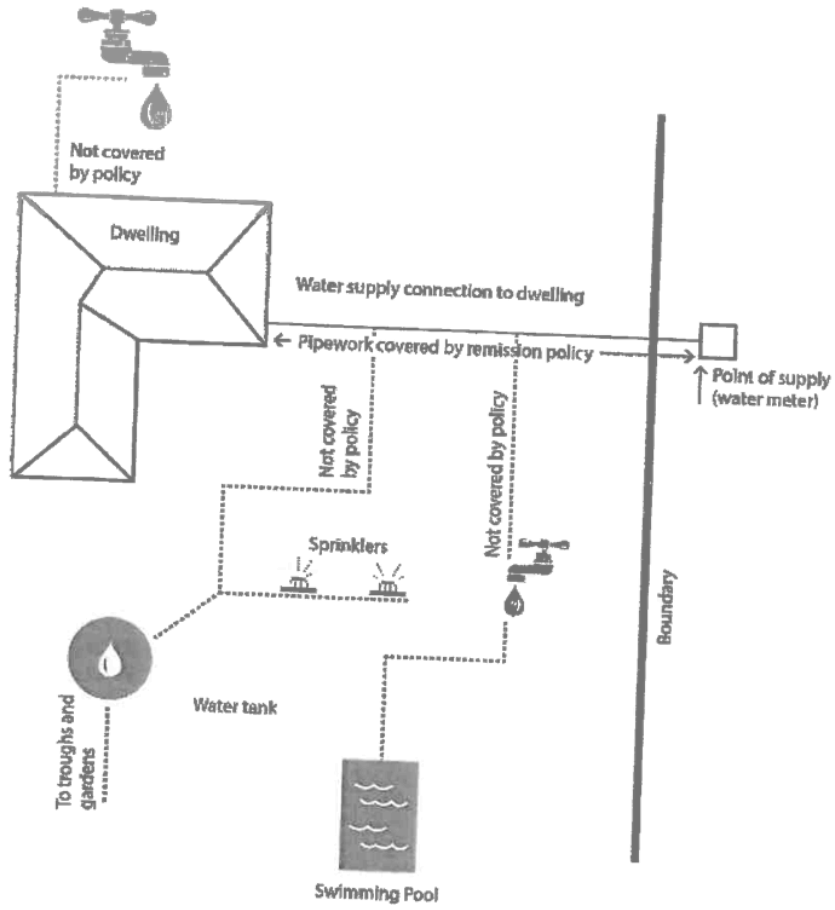 Not covered
by policy
Dwelling
Water supply connection to dwelling
← Pipework covered by remission policy →
Point of supply
(water meter)
Not covered
by policy
Not covered by policy
Sprinklers
Boundary
Water tank
To troughs and
gardens
Swimming Pool